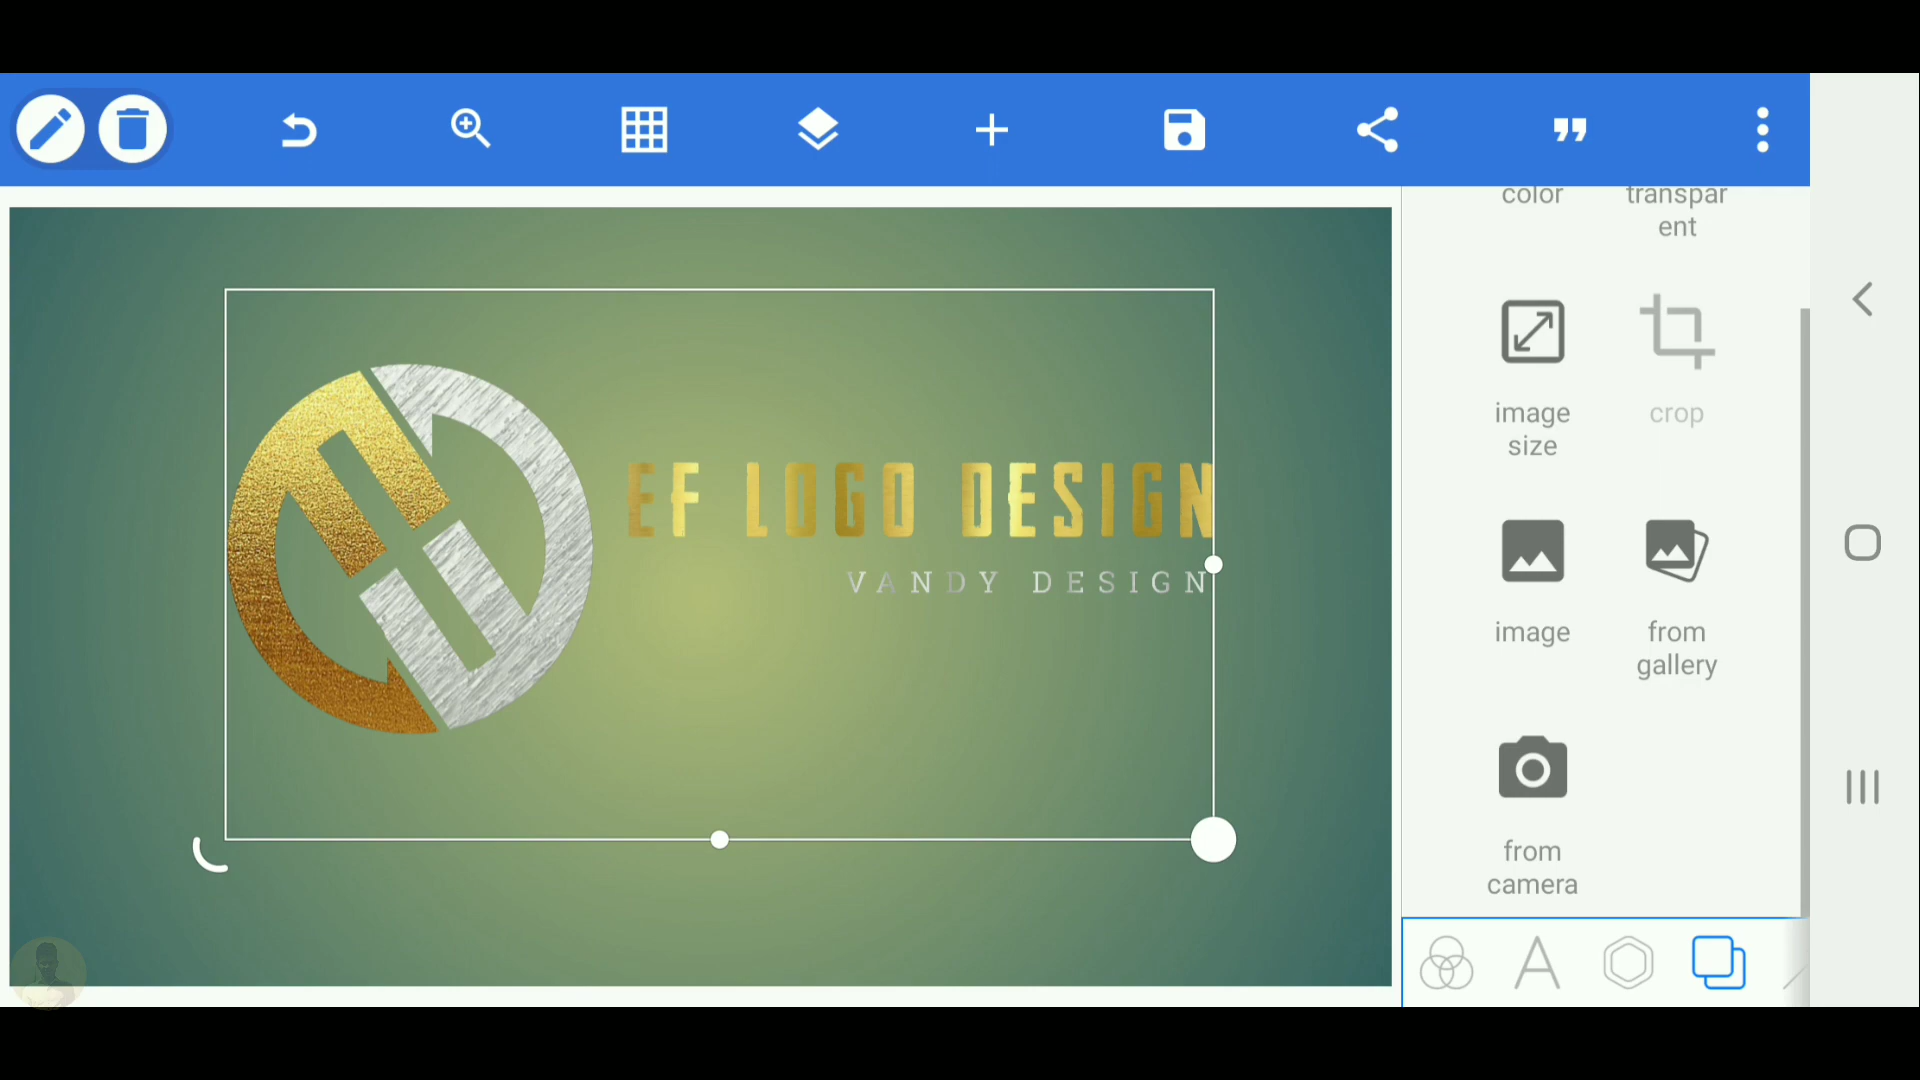 color
transpar
ent
image
size
crop
EF LOGO DESIGN
VANDY DESIGN
image
from
gallery
from
camera